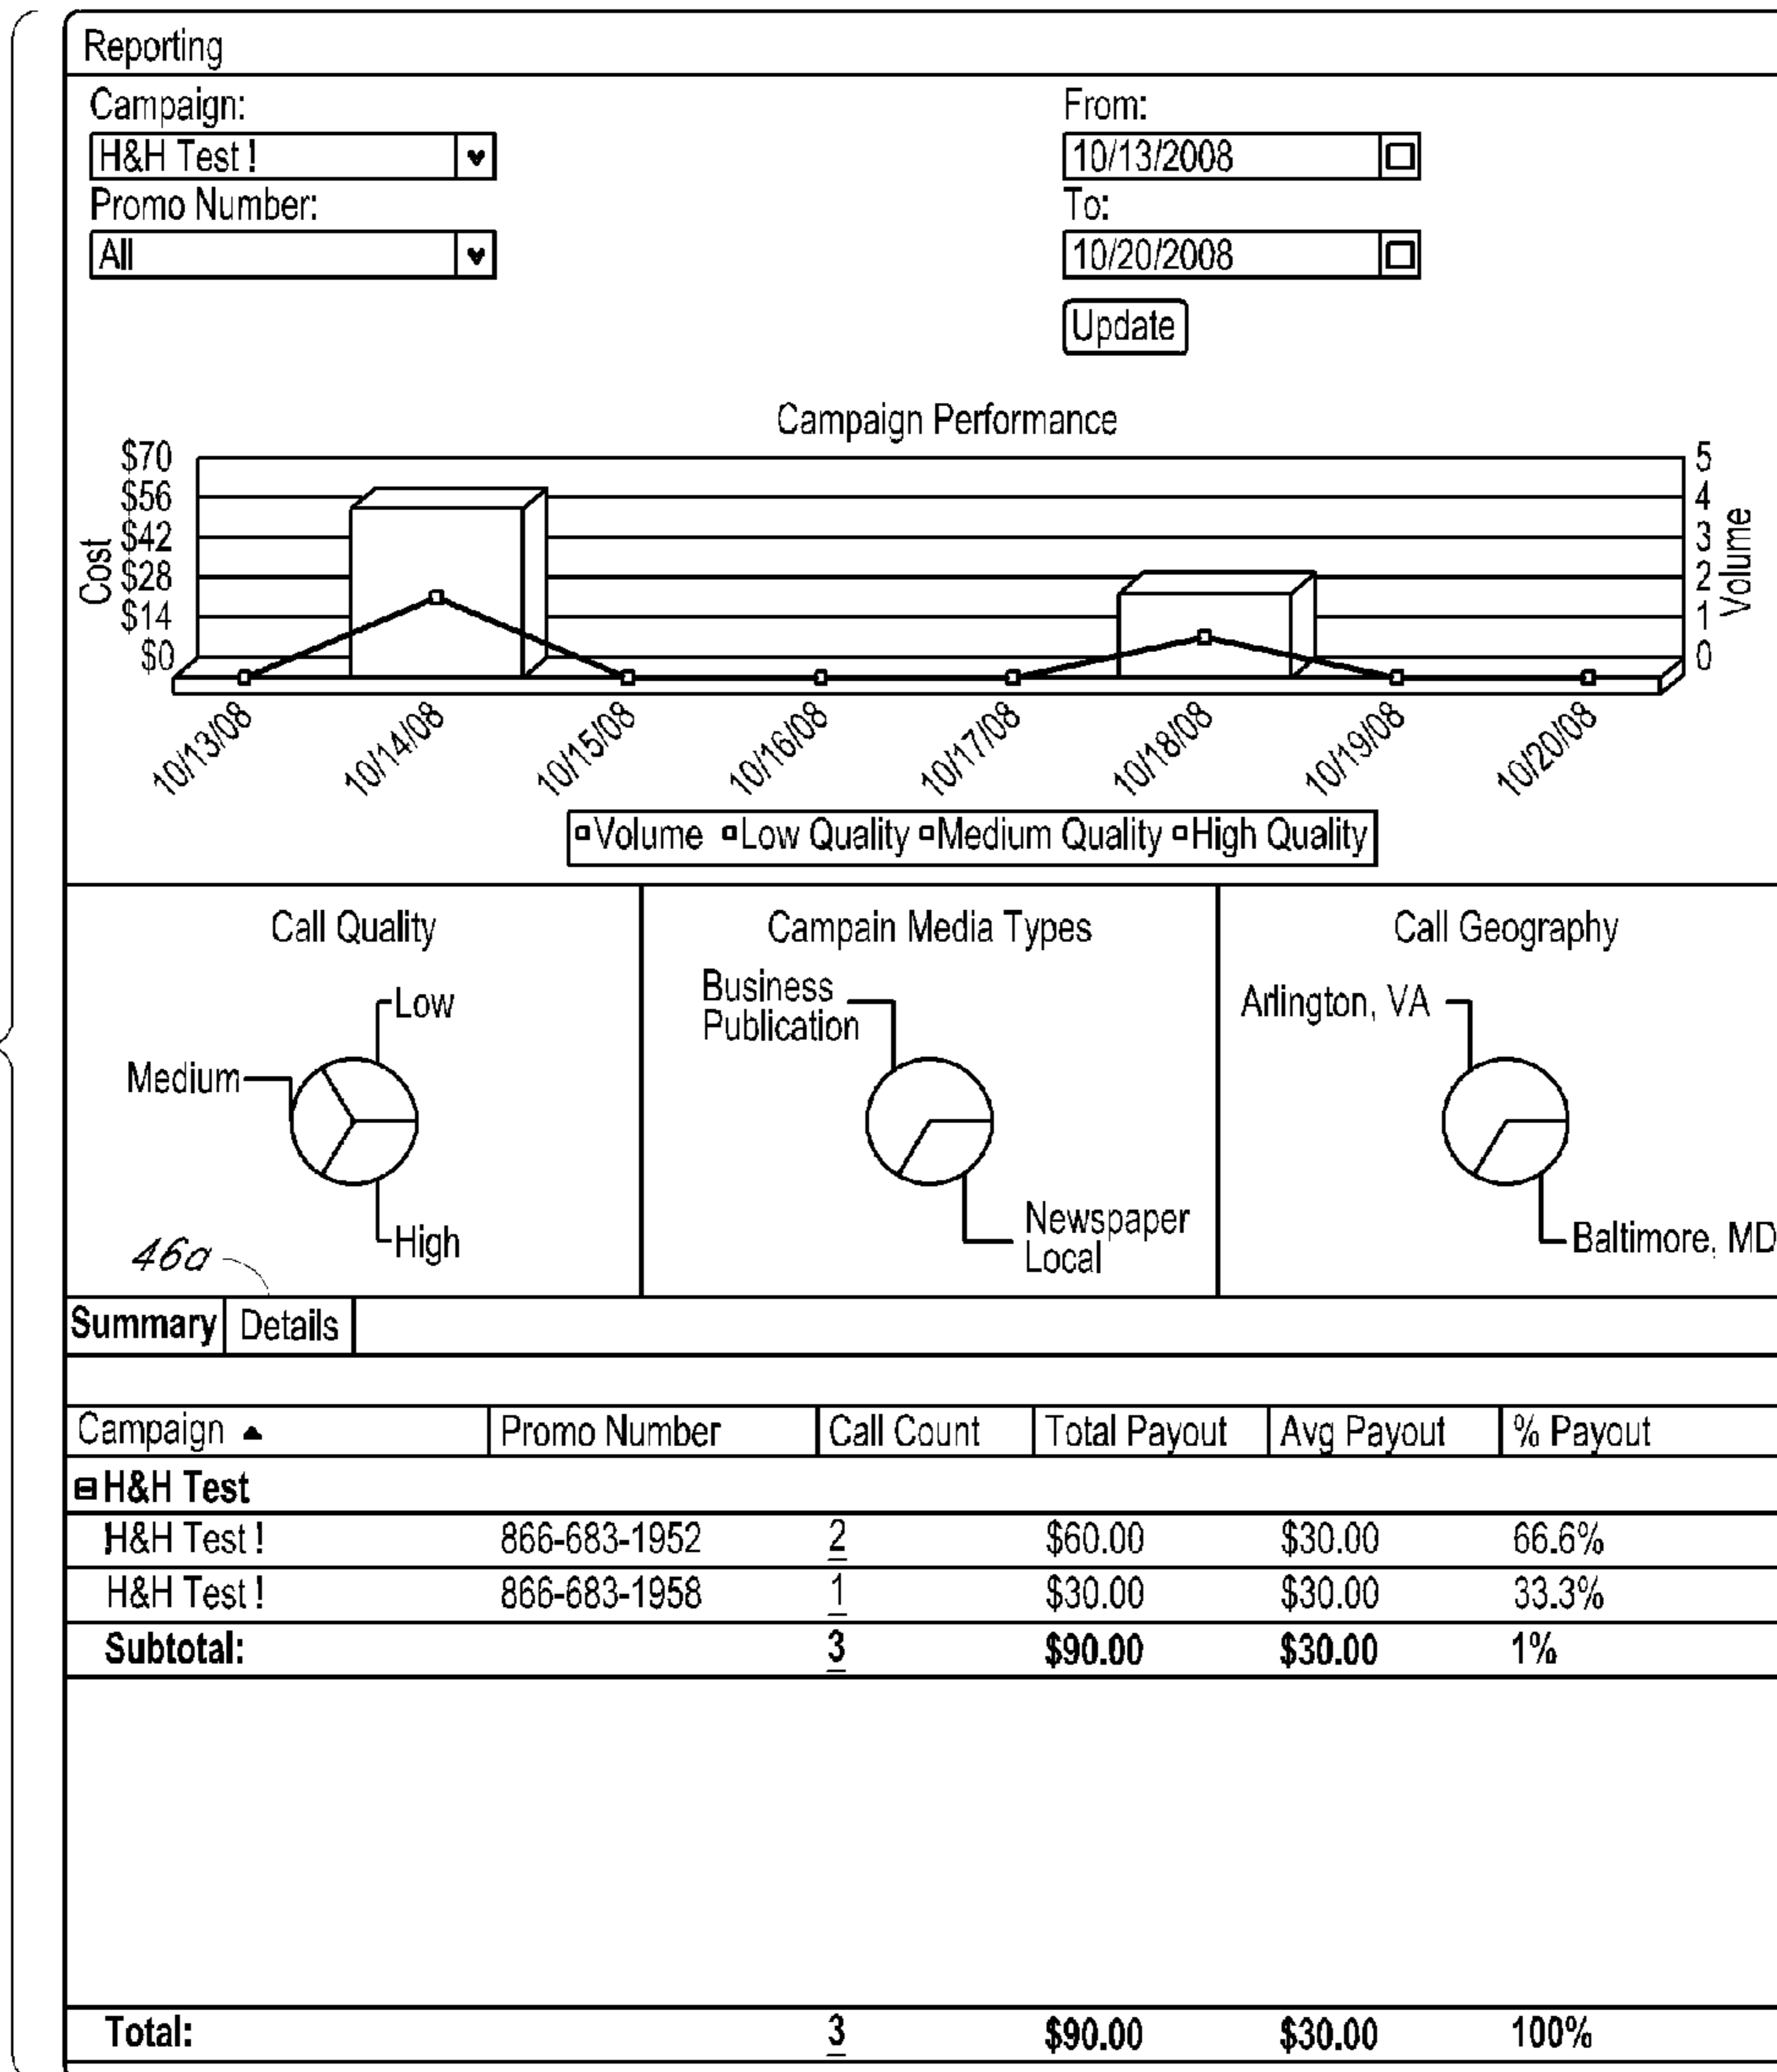 Reporting
Campaign:
H&H Test !
Promo Number:
All
From:
10/13/2008
To:
10/20/2008
Update
Campaign Performance
Cost
$70
$56
$42
$28
$14
$0
5
4
3
2
1
0
Volume
10/13/08
10/14/08
10/15/08
10/16/08
10/17/08
10/18/08
10/19/08
10/20/08
Volume Low Quality Medium Quality High Quality
Call Quality
Low
Medium
High
Campain Media Types
Business
Publication
Newspaper
Local
Call Geography
Arlington, VA
Baltimore, MD
46a
Summary Details
Campaign ▲ Promo Number Call Count Total Payout Avg Payout % Payout
H&H Test
H&H Test ! 866-683-1952 2 $60.00 $30.00 66.6%
H&H Test ! 866-683-1958 1 $30.00 $30.00 33.3%
Subtotal: 3 $90.00 $30.00 1%
Total: 3 $90.00 $30.00 100%